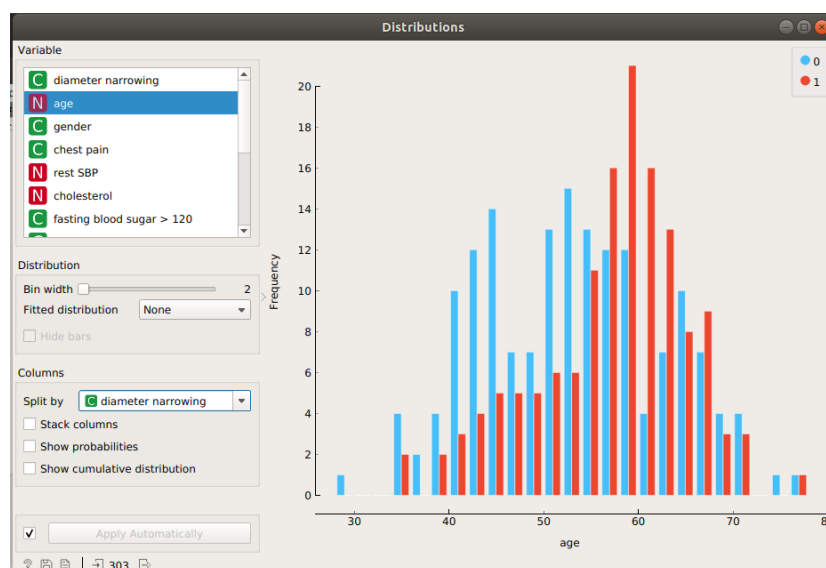 Distributions
Variable
C diameter narrowing
N age
C gender
C chest pain
N rest SBP
N cholesterol
C fasting blood sugar > 120
Distribution
Bin width 2
Fitted distribution None
Hide bars
Columns
Split by C diameter narrowing
Stack columns
Show probabilities
Show cumulative distribution
Apply Automatically
? 303
0
1
Frequency
20
18
16
14
12
10
8
6
4
2
0
30 40 50 60 70
age